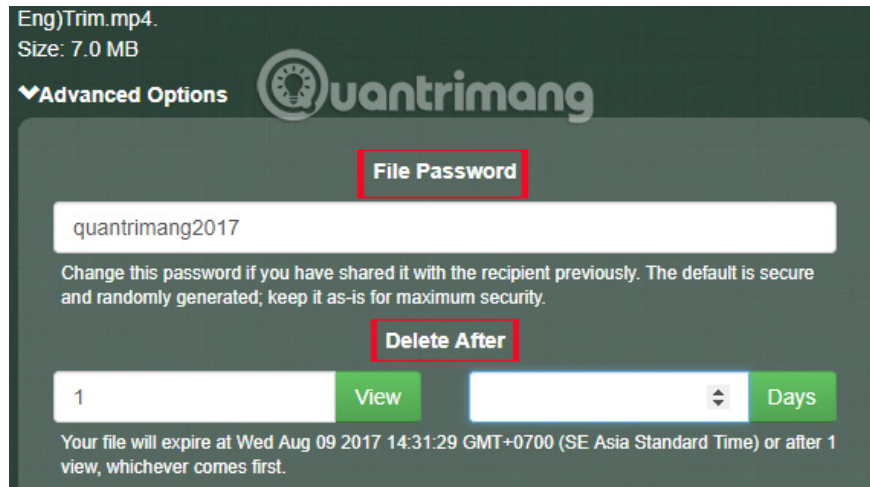 Eng)Trim.mp4.
Size: 7.0 MB
Advanced Options
Quantrimang
File Password
quantrimang2017
Change this password if you have shared it with the recipient previously. The default is secure
and randomly generated; keep it as-is for maximum security.
Delete After
1 View Days
Your file will expire at Wed Aug 09 2017 14:31:29 GMT+0700 (SE Asia Standard Time) or after 1
view, whichever comes first.